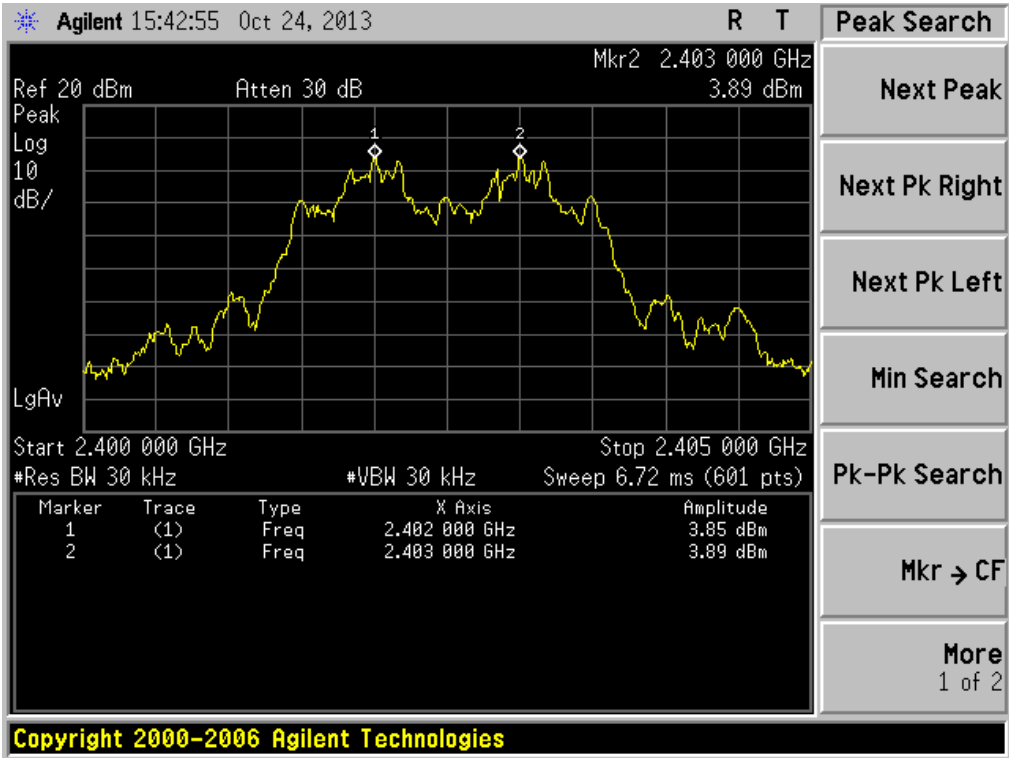 Agilent 15:42:55 Oct 24, 2013 R T
Peak Search
Mkr2 2.403 000 GHz
Ref 20 dBm Atten 30 dB 3.89 dBm
Peak
Log
10
dB/
1 2
LgAv
Start 2.400 000 GHz Stop 2.405 000 GHz
#Res BW 30 kHz #VBW 30 kHz Sweep 6.72 ms (601 pts)
Marker Trace Type X Axis Amplitude
1 (1) Freq 2.402 000 GHz 3.85 dBm
2 (1) Freq 2.403 000 GHz 3.89 dBm
Next Peak
Next Pk Right
Next Pk Left
Min Search
Pk-Pk Search
Mkr → CF
More
1 of 2
Copyright 2000-2006 Agilent Technologies